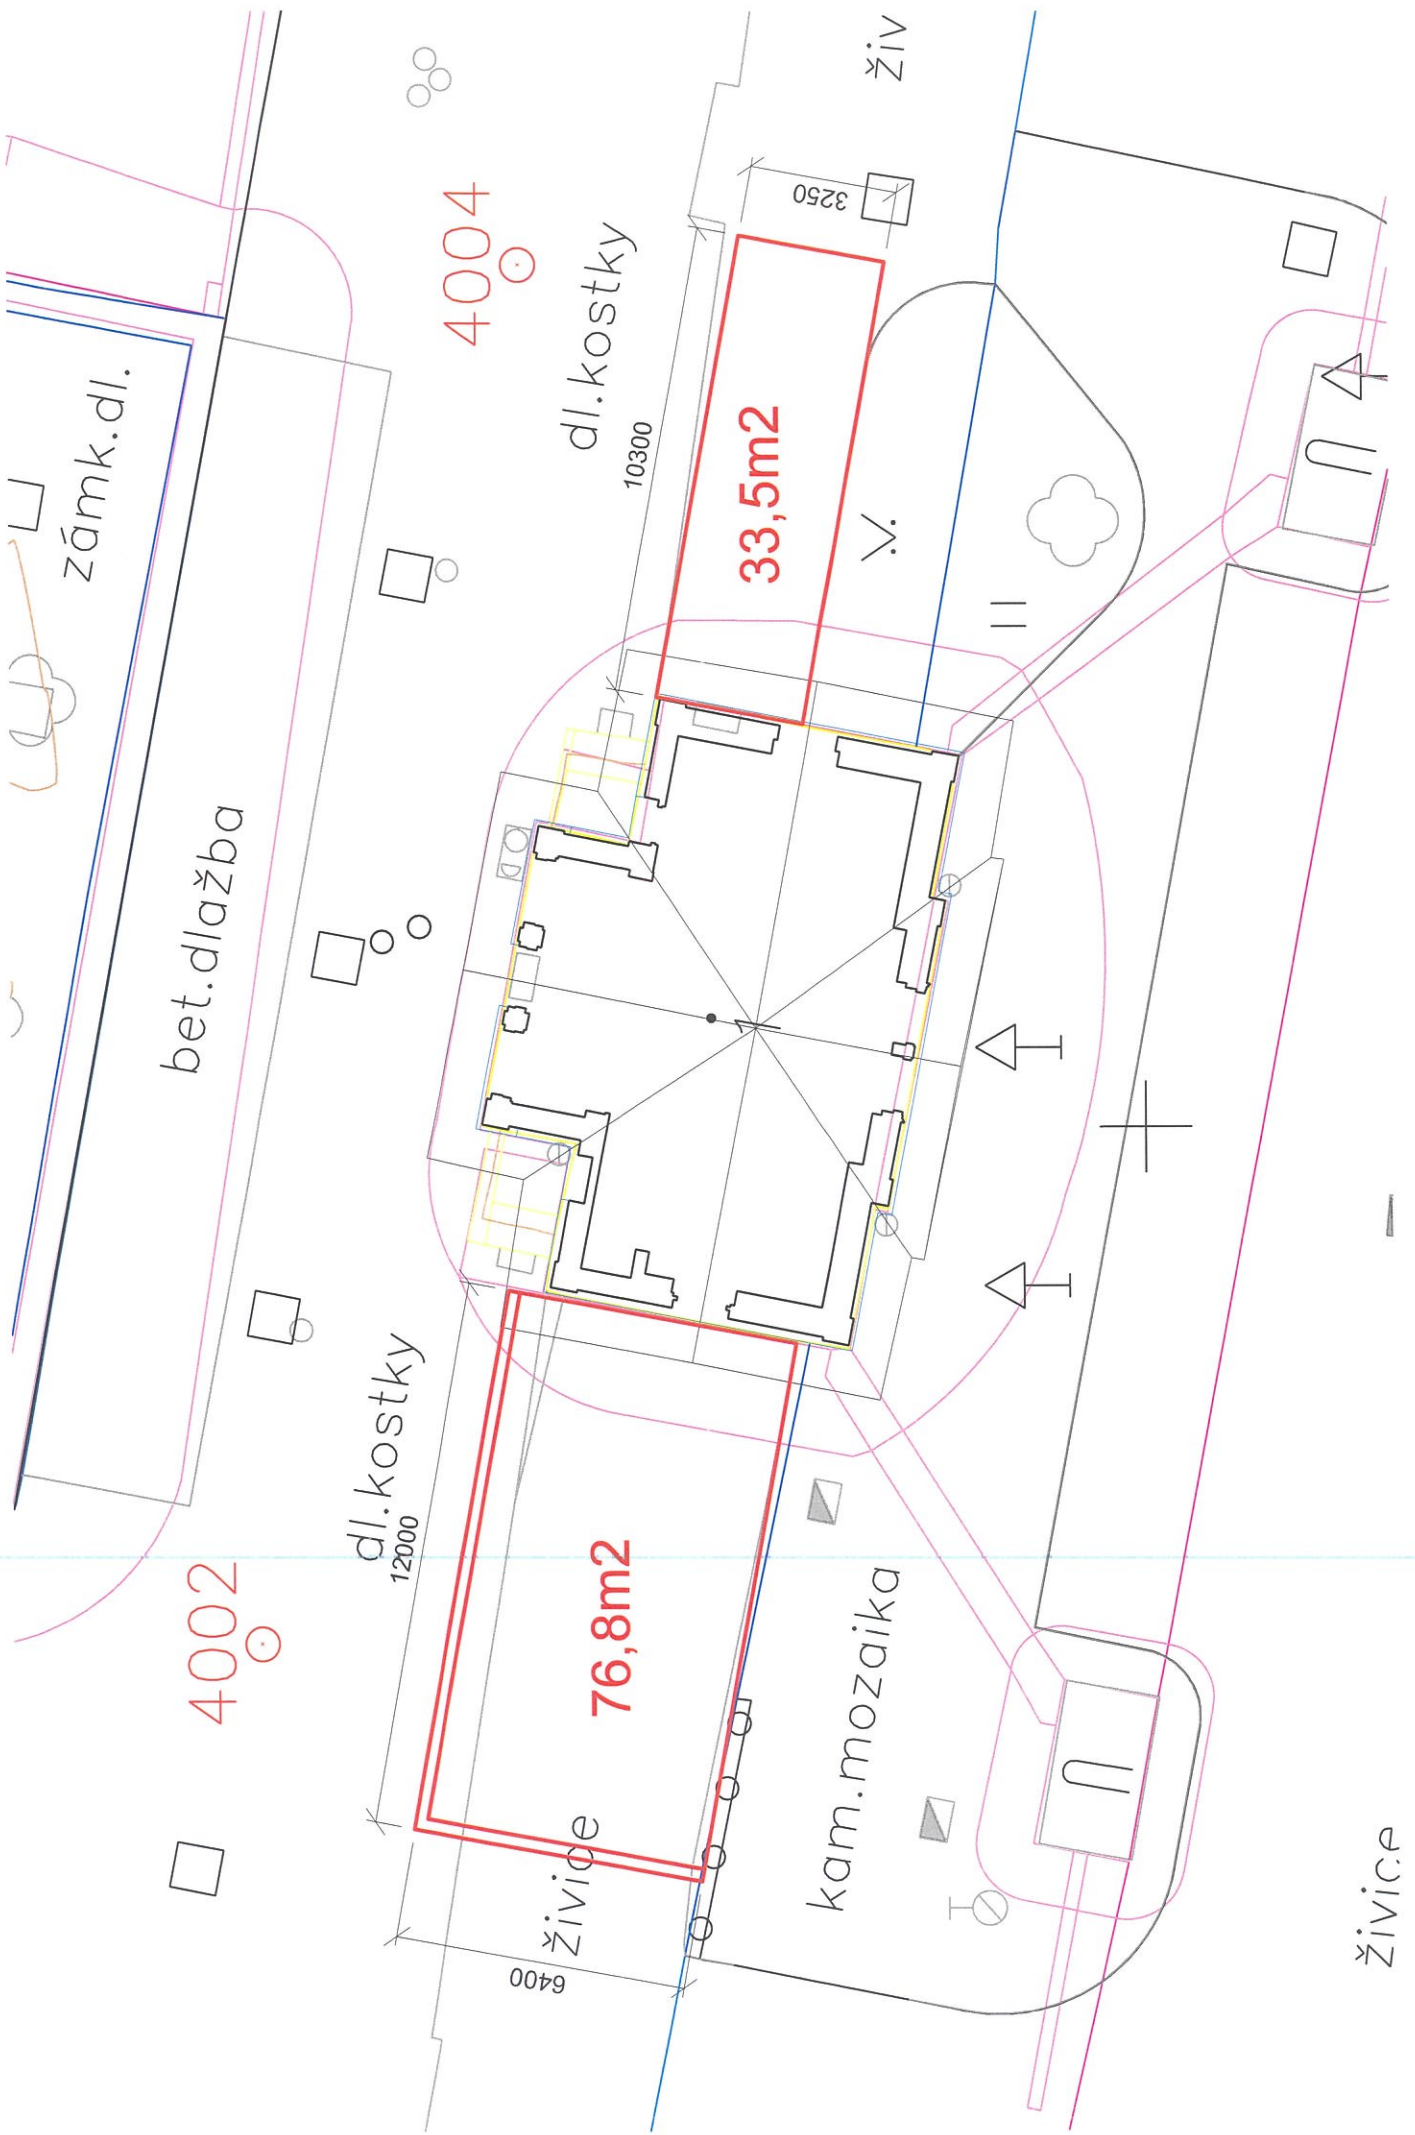 živ
4004
3250
dl.kostky
zámk.dl.
10300
33,5m2
bet.dlažba
1
dl.kostky
12000
4002
76,8m2
kam.mozaika
živice
živice
6400